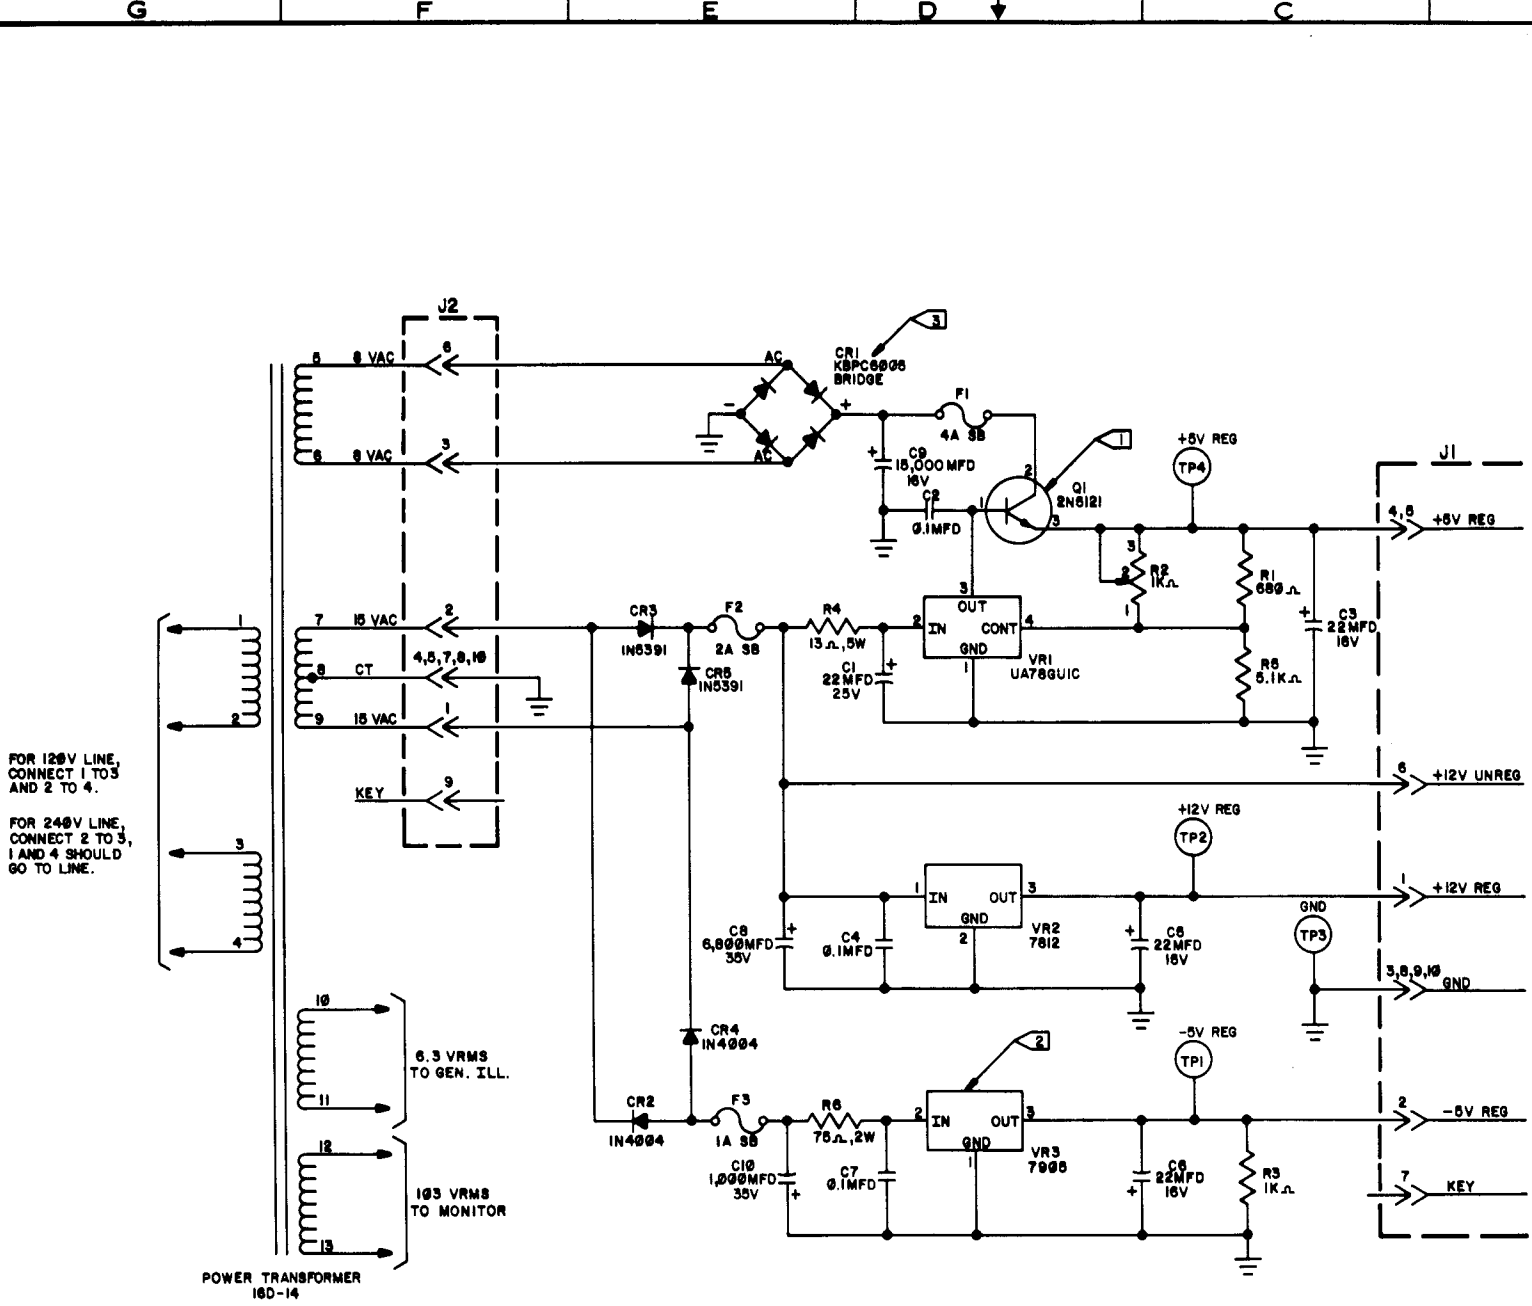 G F E D C
J2
5 8 VAC 6
6 8 VAC 3
AC
AC
-
+
CR1
KBPC6005
BRIDGE
3
F1
4A SB
+
C9
15,000MFD
16V
C2
0.1MFD
1
2
1
3
Q1
2N6121
+5V REG
TP4
J1
4,5 +5V REG
3
2
1
R2
1KΩ
R1
680Ω
+
C3
22MFD
16V
R5
5.1KΩ
1
2
7 15 VAC 2
8 CT 4,5,7,8,10
9 15 VAC 1
KEY 9
CR3
1N5391
CR5
1N5391
F2
2A SB
R4
13Ω,5W
+
C1
22MFD
25V
3
OUT
2 IN CONT 4
GND
1
VR1
UA78GU1C
FOR 120V LINE,
CONNECT 1 TO 3
AND 2 TO 4.
FOR 240V LINE,
CONNECT 2 TO 3,
1 AND 4 SHOULD
GO TO LINE.
3
4
6 +12V UNREG
+12V REG
TP2
1 IN OUT 3
GND
2
VR2
7812
1 +12V REG
C8
6,800MFD
35V
+
C4
0.1MFD
+
C5
22MFD
16V
GND
TP3
3,8,9,10 GND
10
11
6.3 VRMS
TO GEN. ILL.
12
13
103 VRMS
TO MONITOR
POWER TRANSFORMER
16D-14
CR4
1N4004
CR2
1N4004
F3
1A SB
R6
75Ω,2W
2
-5V REG
TP1
2 IN OUT 3
GND
1
VR3
7905
2 -5V REG
C10
1,000MFD
35V
+
C7
0.1MFD
C6
22MFD
16V
+
R3
1KΩ
7 KEY